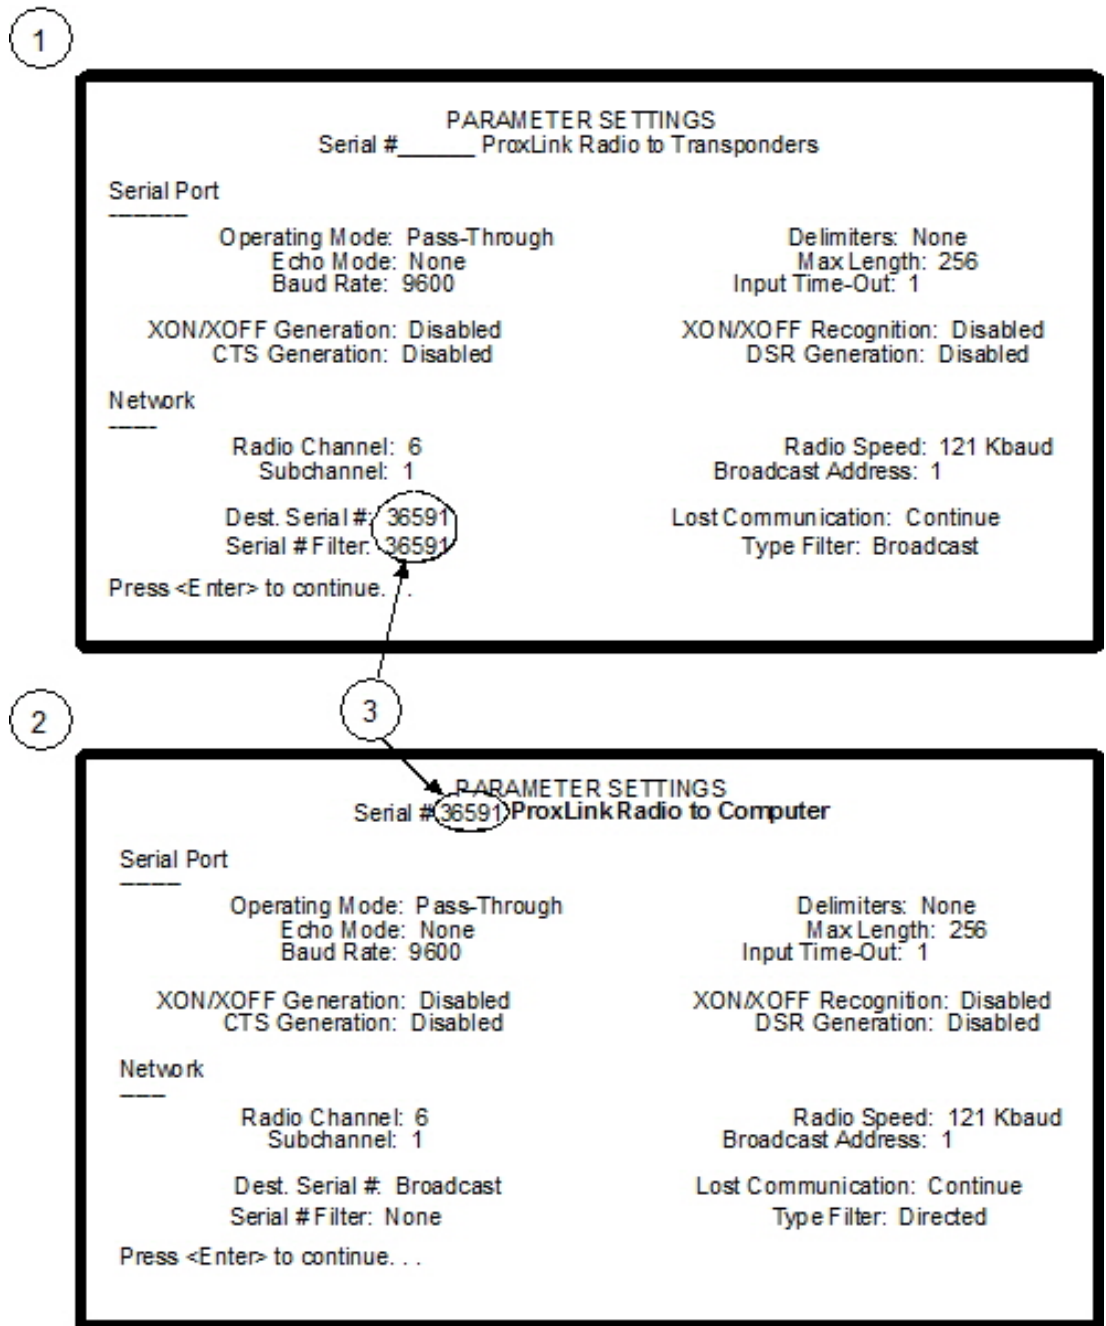 1
PARAMETER SETTINGS
Serial #______ ProxLink Radio to Transponders
Serial Port
----------
Operating Mode: Pass-Through Delimiters: None
Echo Mode: None Max Length: 256
Baud Rate: 9600 Input Time-Out: 1
XON/XOFF Generation: Disabled XON/XOFF Recognition: Disabled
CTS Generation: Disabled DSR Generation: Disabled
Network
------
Radio Channel: 6 Radio Speed: 121 Kbaud
Subchannel: 1 Broadcast Address: 1
Dest. Serial #: 36591 Lost Communication: Continue
Serial # Filter: 36591 Type Filter: Broadcast
Press <Enter> to continue. . .
2
3
PARAMETER SETTINGS
Serial # 36591 ProxLink Radio to Computer
Serial Port
--------
Operating Mode: Pass-Through Delimiters: None
Echo Mode: None Max Length: 256
Baud Rate: 9600 Input Time-Out: 1
XON/XOFF Generation: Disabled XON/XOFF Recognition: Disabled
CTS Generation: Disabled DSR Generation: Disabled
Network
------
Radio Channel: 6 Radio Speed: 121 Kbaud
Subchannel: 1 Broadcast Address: 1
Dest. Serial #: Broadcast Lost Communication: Continue
Serial # Filter: None Type Filter: Directed
Press <Enter> to continue. . .